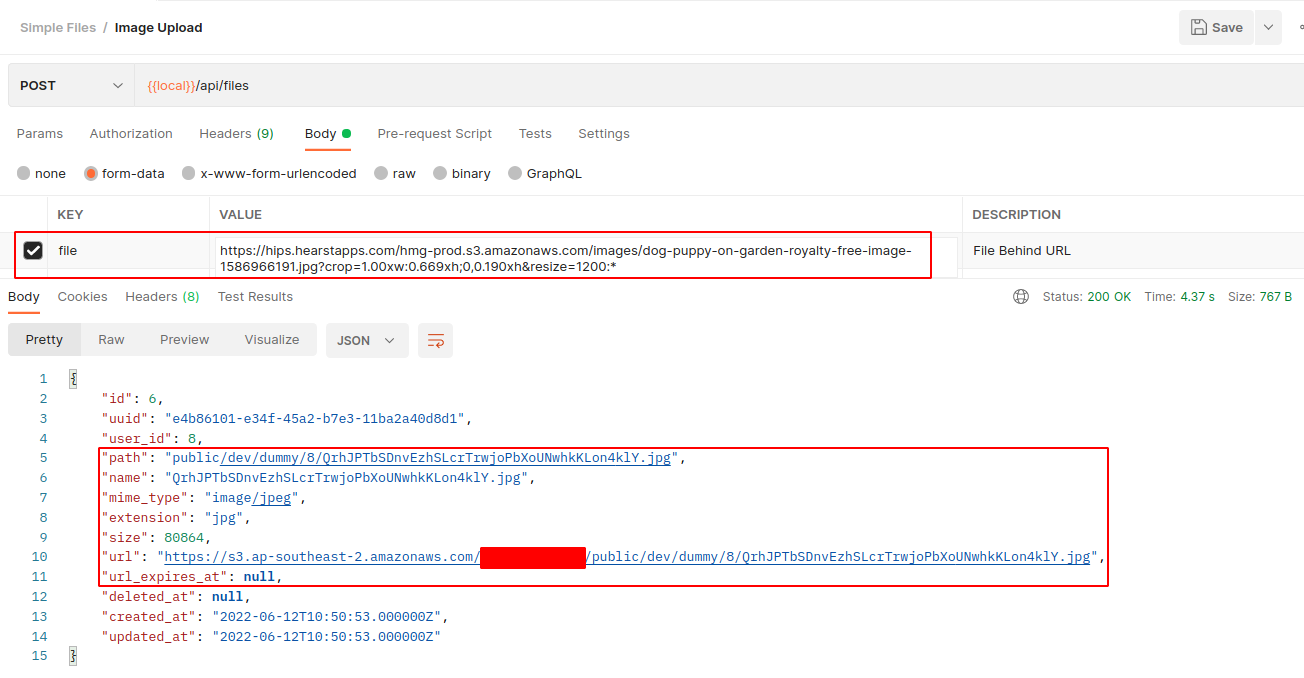 Simple Files / Image Upload
Save
POST
{{local}}/api/files
Params Authorization Headers (9) Body Pre-request Script Tests Settings
none form-data x-www-form-urlencoded raw binary GraphQL
KEY VALUE DESCRIPTION
file https://hips.hearstapps.com/hmg-prod.s3.amazonaws.com/images/dog-puppy-on-garden-royalty-free-image- File Behind URL
1586966191.jpg?crop=1.00xw:0.669xh;0,0.190xh&resize=1200:*
Body Cookies Headers (8) Test Results Status: 200 OK Time: 4.37 s Size: 767 B
Pretty Raw Preview Visualize JSON
1 {
2 "id": 6,
3 "uuid": "e4b86101-e34f-45a2-b7e3-11ba2a40d8d1",
4 "user_id": 8,
5 "path": "public/dev/dummy/8/QrhJPTbSDnvEzhSLcrTrwjoPbXoUNwhkKLon4klY.jpg",
6 "name": "QrhJPTbSDnvEzhSLcrTrwjoPbXoUNwhkKLon4klY.jpg",
7 "mime_type": "image/jpeg",
8 "extension": "jpg",
9 "size": 80864,
10 "url": "https://s3.ap-southeast-2.amazonaws.com/ /public/dev/dummy/8/QrhJPTbSDnvEzhSLcrTrwjoPbXoUNwhkKLon4klY.jpg",
11 "url_expires_at": null,
12 "deleted_at": null,
13 "created_at": "2022-06-12T10:50:53.000000Z",
14 "updated_at": "2022-06-12T10:50:53.000000Z"
15 }